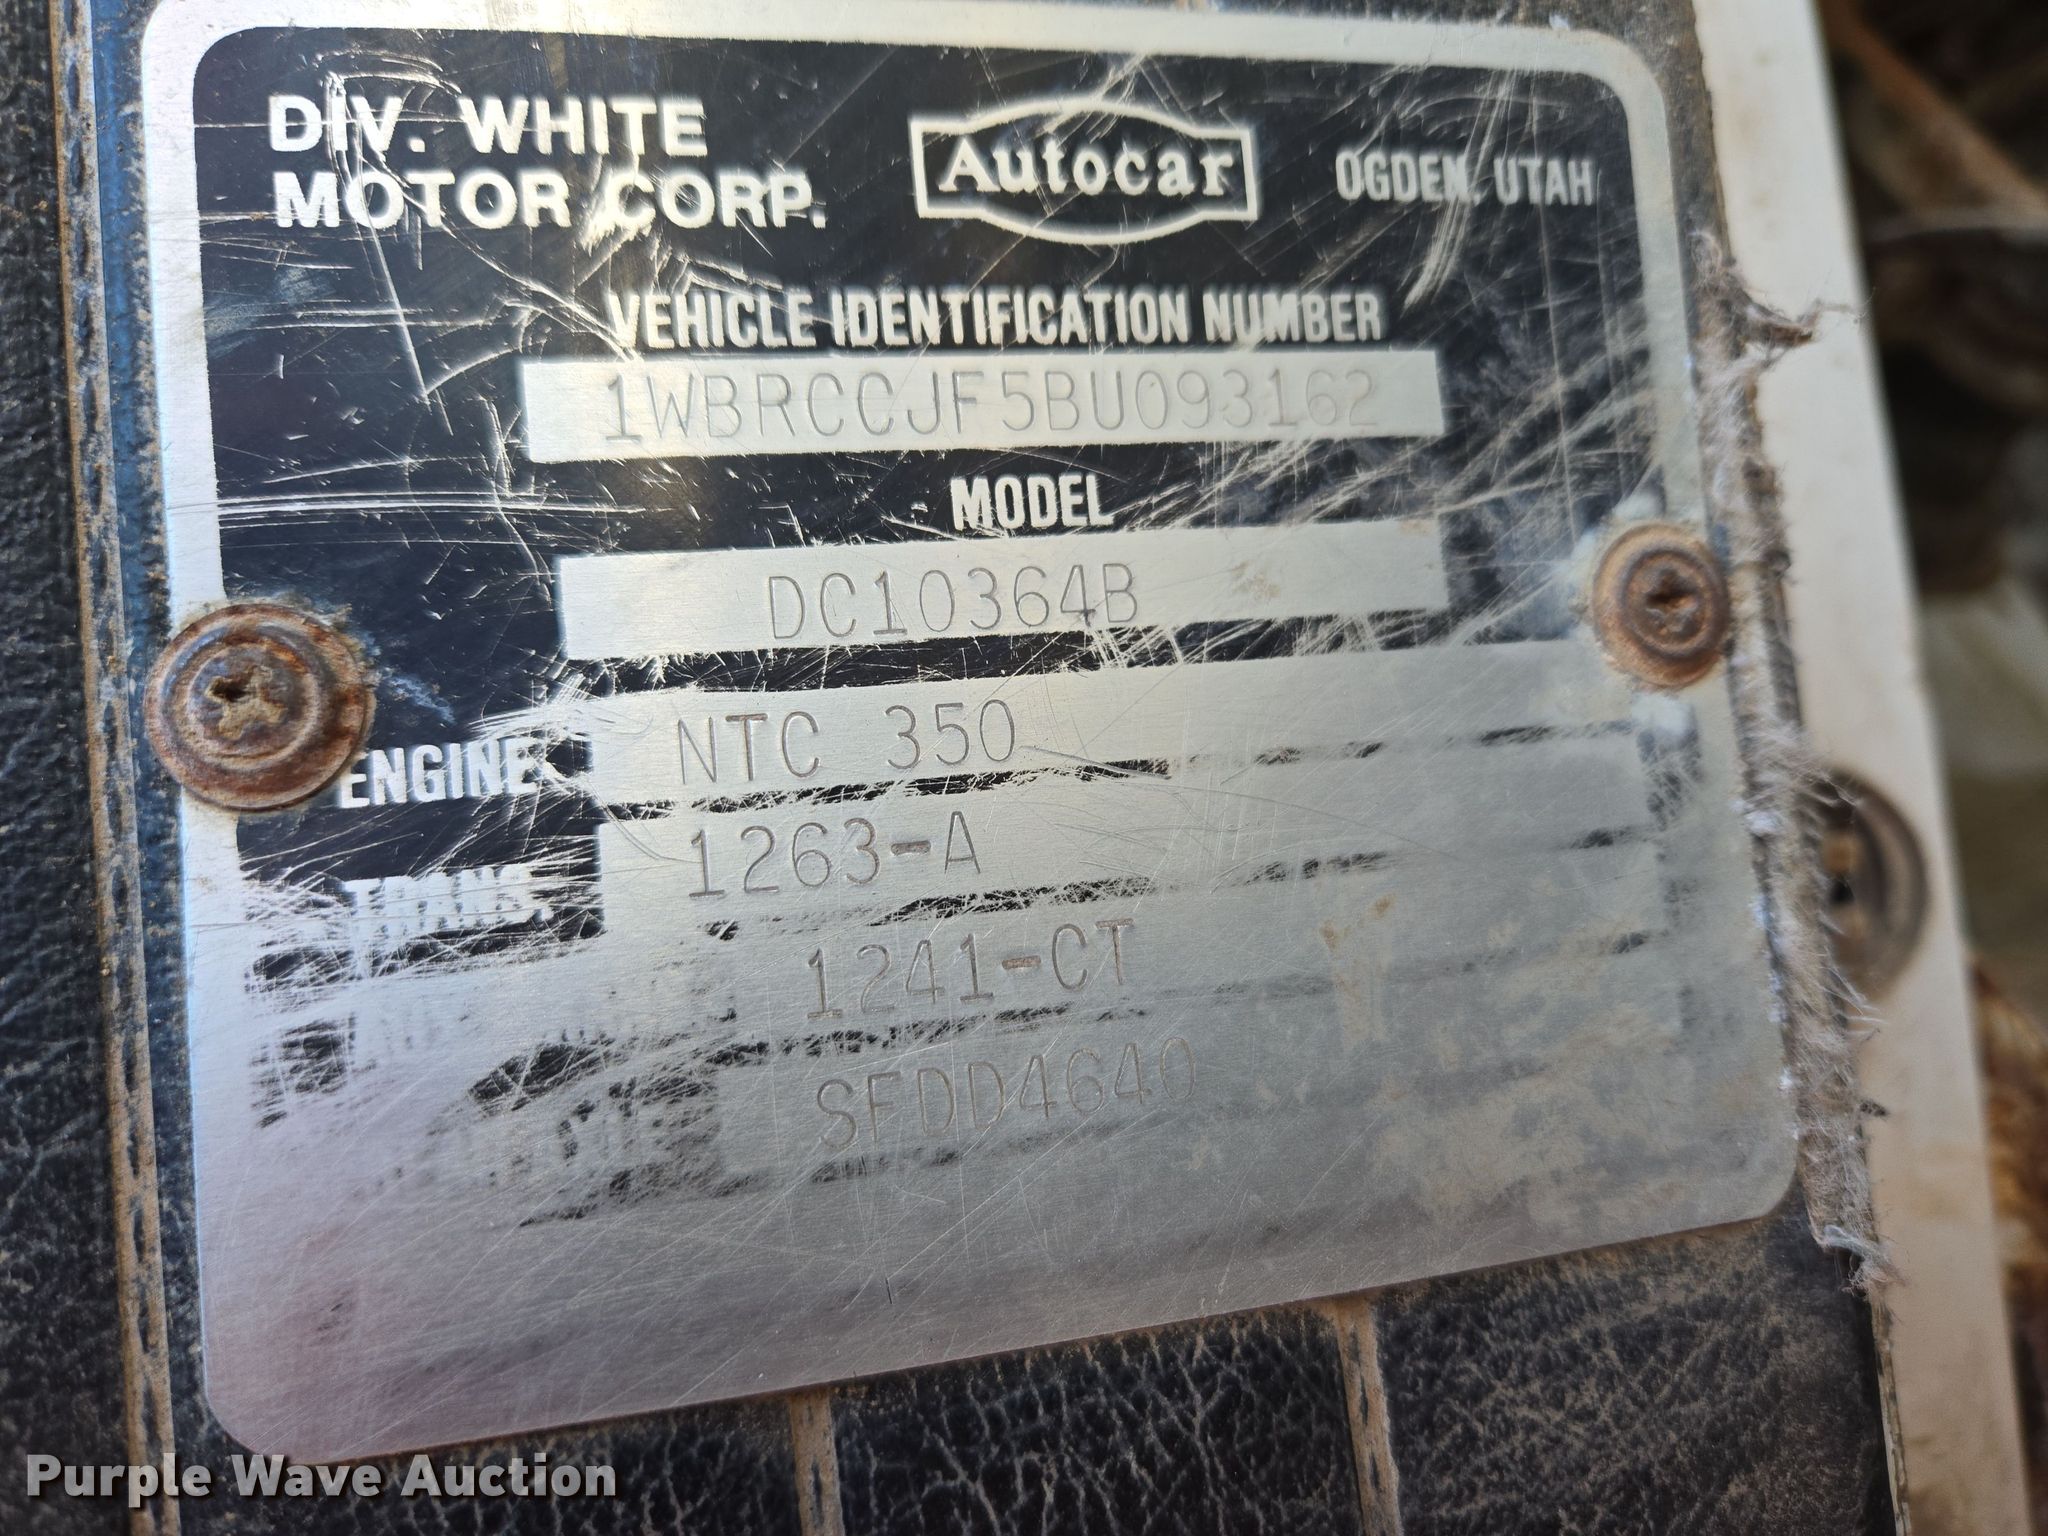 DIV. WHITE
MOTOR CORP.
Autocar
OGDEN, UTAH
VEHICLE IDENTIFICATION NUMBER
1WBRCCJF5BU093162
MODEL
DC10364B
ENGINE NTC 350
TRANS. 1263-A
1241-CT
SFDD4640
Purple Wave Auction